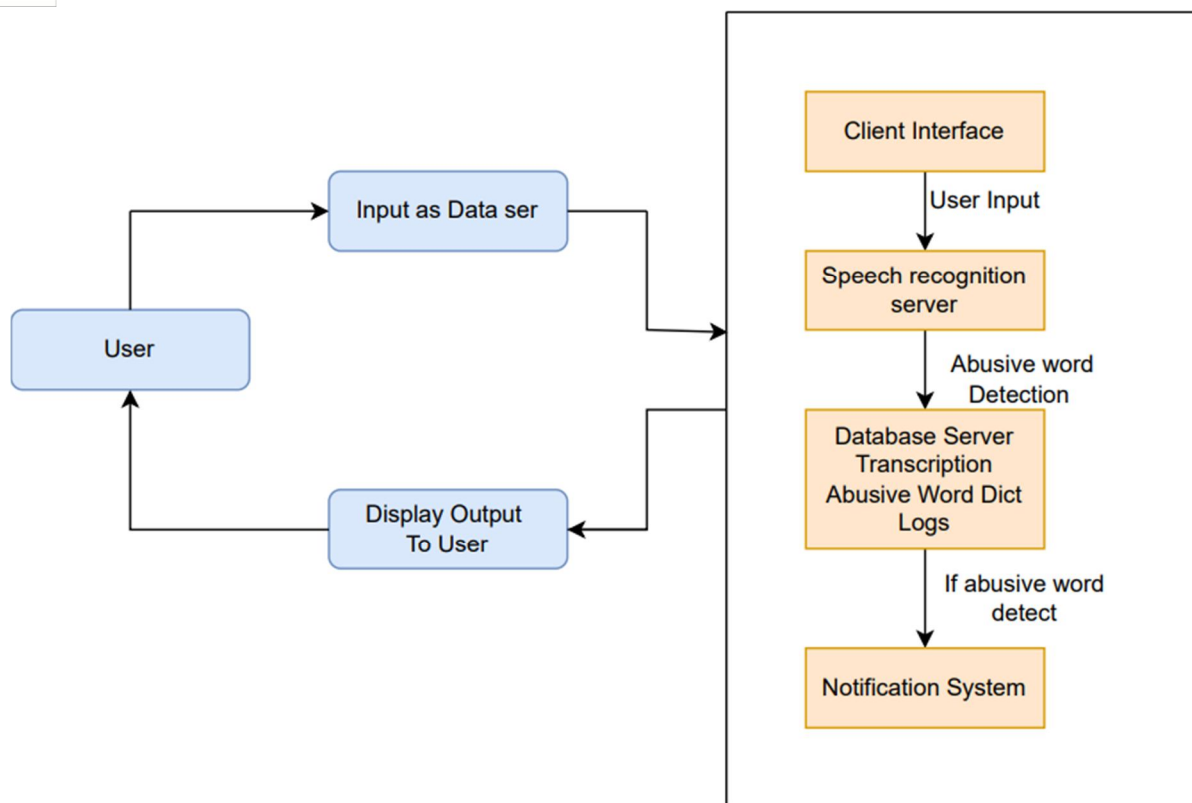 Client Interface
User Input
Input as Data ser
Speech recognition
server
User
Abusive word
Detection
Database Server
Transcription
Abusive Word Dict
Logs
Display Output
To User
If abusive word
detect
Notification System